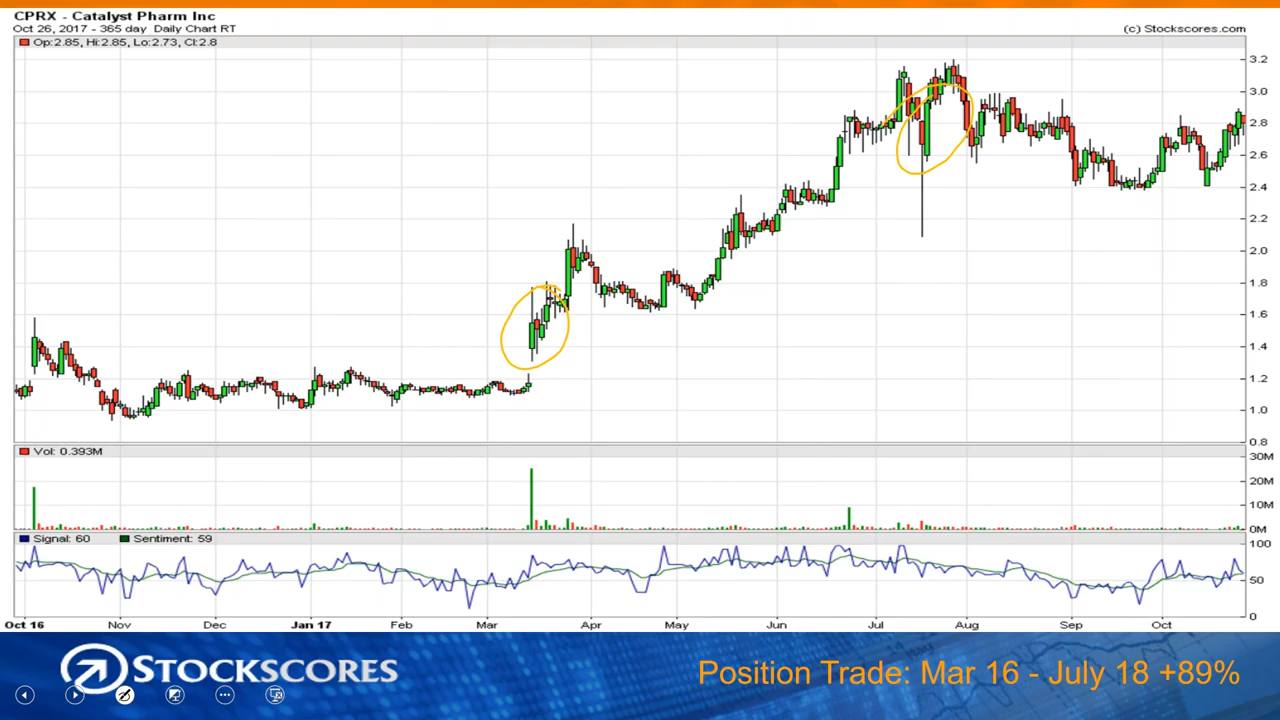 CPRX - Catalyst Pharm Inc
Oct 26, 2017 - 365 day  Daily Chart RT
(c) Stockscores.com
Op:2.85, Hi:2.85, Lo:2.73, Cl:2.8
3.2
3.0
2.8
2.6
2.4
2.2
2.0
1.8
1.6
1.4
1.2
1.0
0.8
Vol: 0.393M
30M
20M
10M
0M
Signal: 60 Sentiment: 59
100
50
0
Oct 16 Nov Dec Jan 17 Feb Mar Apr May Jun Jul Aug Sep Oct
STOCKSCORES
Position Trade: Mar 16 - July 18 +89%